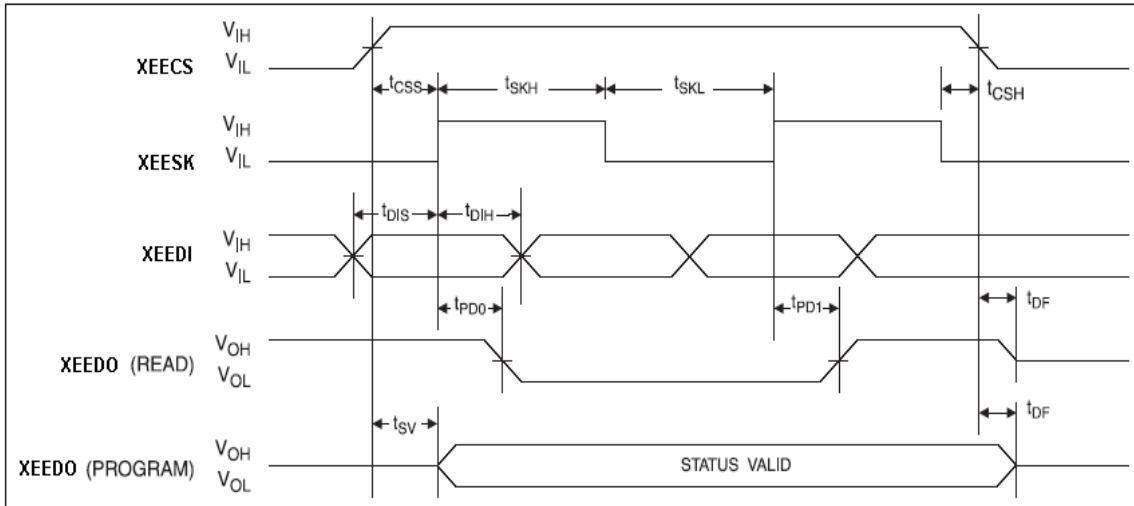 VIH
XEECS VIL
tCSS tSKH tSKL tCSH
VIH
XEESK VIL
tDIS tDIH
VIH
XEEDI VIL
tPD0 tPD1 tDF
VOH
XEEDO (READ) VOL
tSV tDF
VOH
XEEDO (PROGRAM) VOL STATUS VALID